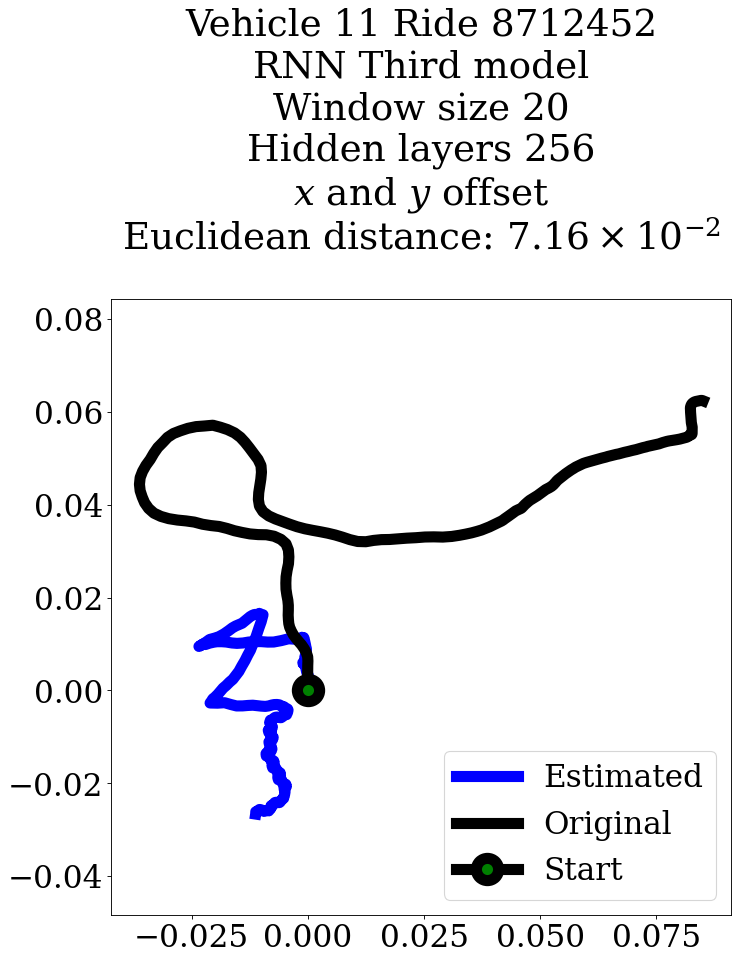 Vehicle 11 Ride 8712452
RNN Third model
Window size 20
Hidden layers 256
x and y offset
Euclidean distance: 7.16 × 10⁻²
0.08
0.06
0.04
0.02
0.00
−0.02
−0.04
Estimated
Original
Start
−0.025 0.000 0.025 0.050 0.075